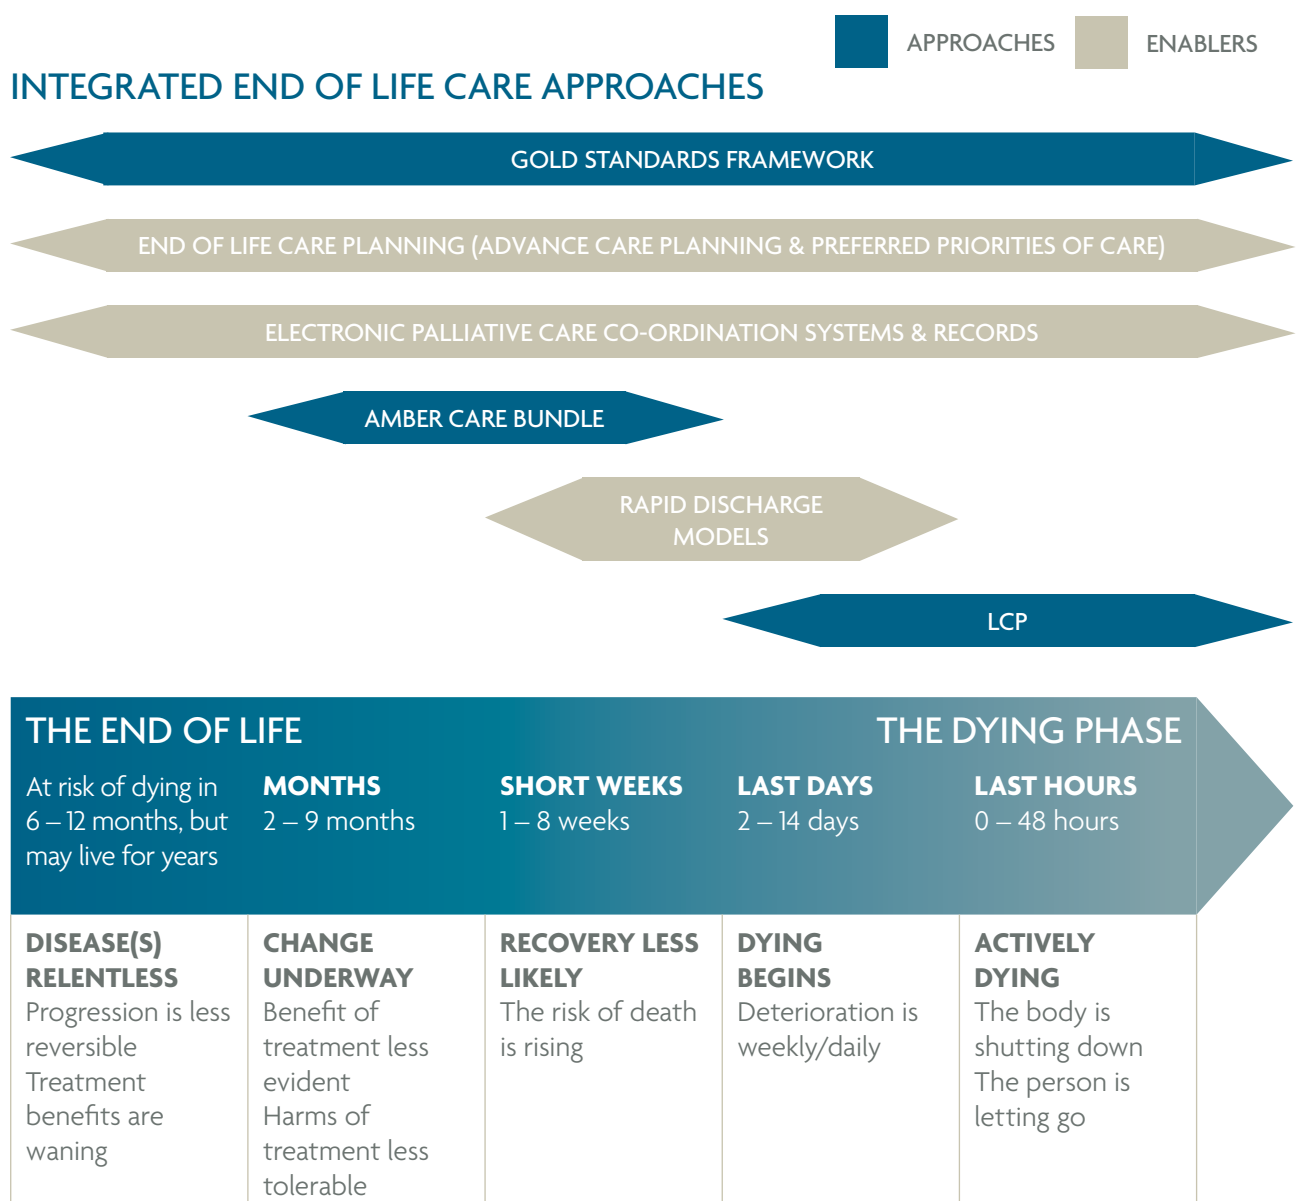 APPROACHES
ENABLERS
INTEGRATED END OF LIFE CARE APPROACHES
GOLD STANDARDS FRAMEWORK
END OF LIFE CARE PLANNING (ADVANCE CARE PLANNING & PREFERRED PRIORITIES OF CARE)
ELECTRONIC PALLIATIVE CARE CO-ORDINATION SYSTEMS & RECORDS
AMBER CARE BUNDLE
RAPID DISCHARGE
MODELS
LCP
THE END OF LIFE
THE DYING PHASE
At risk of dying in
6 – 12 months, but
may live for years
MONTHS
2 – 9 months
SHORT WEEKS
1 – 8 weeks
LAST DAYS
2 – 14 days
LAST HOURS
0 – 48 hours
DISEASE(S)
RELENTLESS
Progression is less
reversible
Treatment
benefits are
waning
CHANGE
UNDERWAY
Benefit of
treatment less
evident
Harms of
treatment less
tolerable
RECOVERY LESS
LIKELY
The risk of death
is rising
DYING
BEGINS
Deterioration is
weekly/daily
ACTIVELY
DYING
The body is
shutting down
The person is
letting go